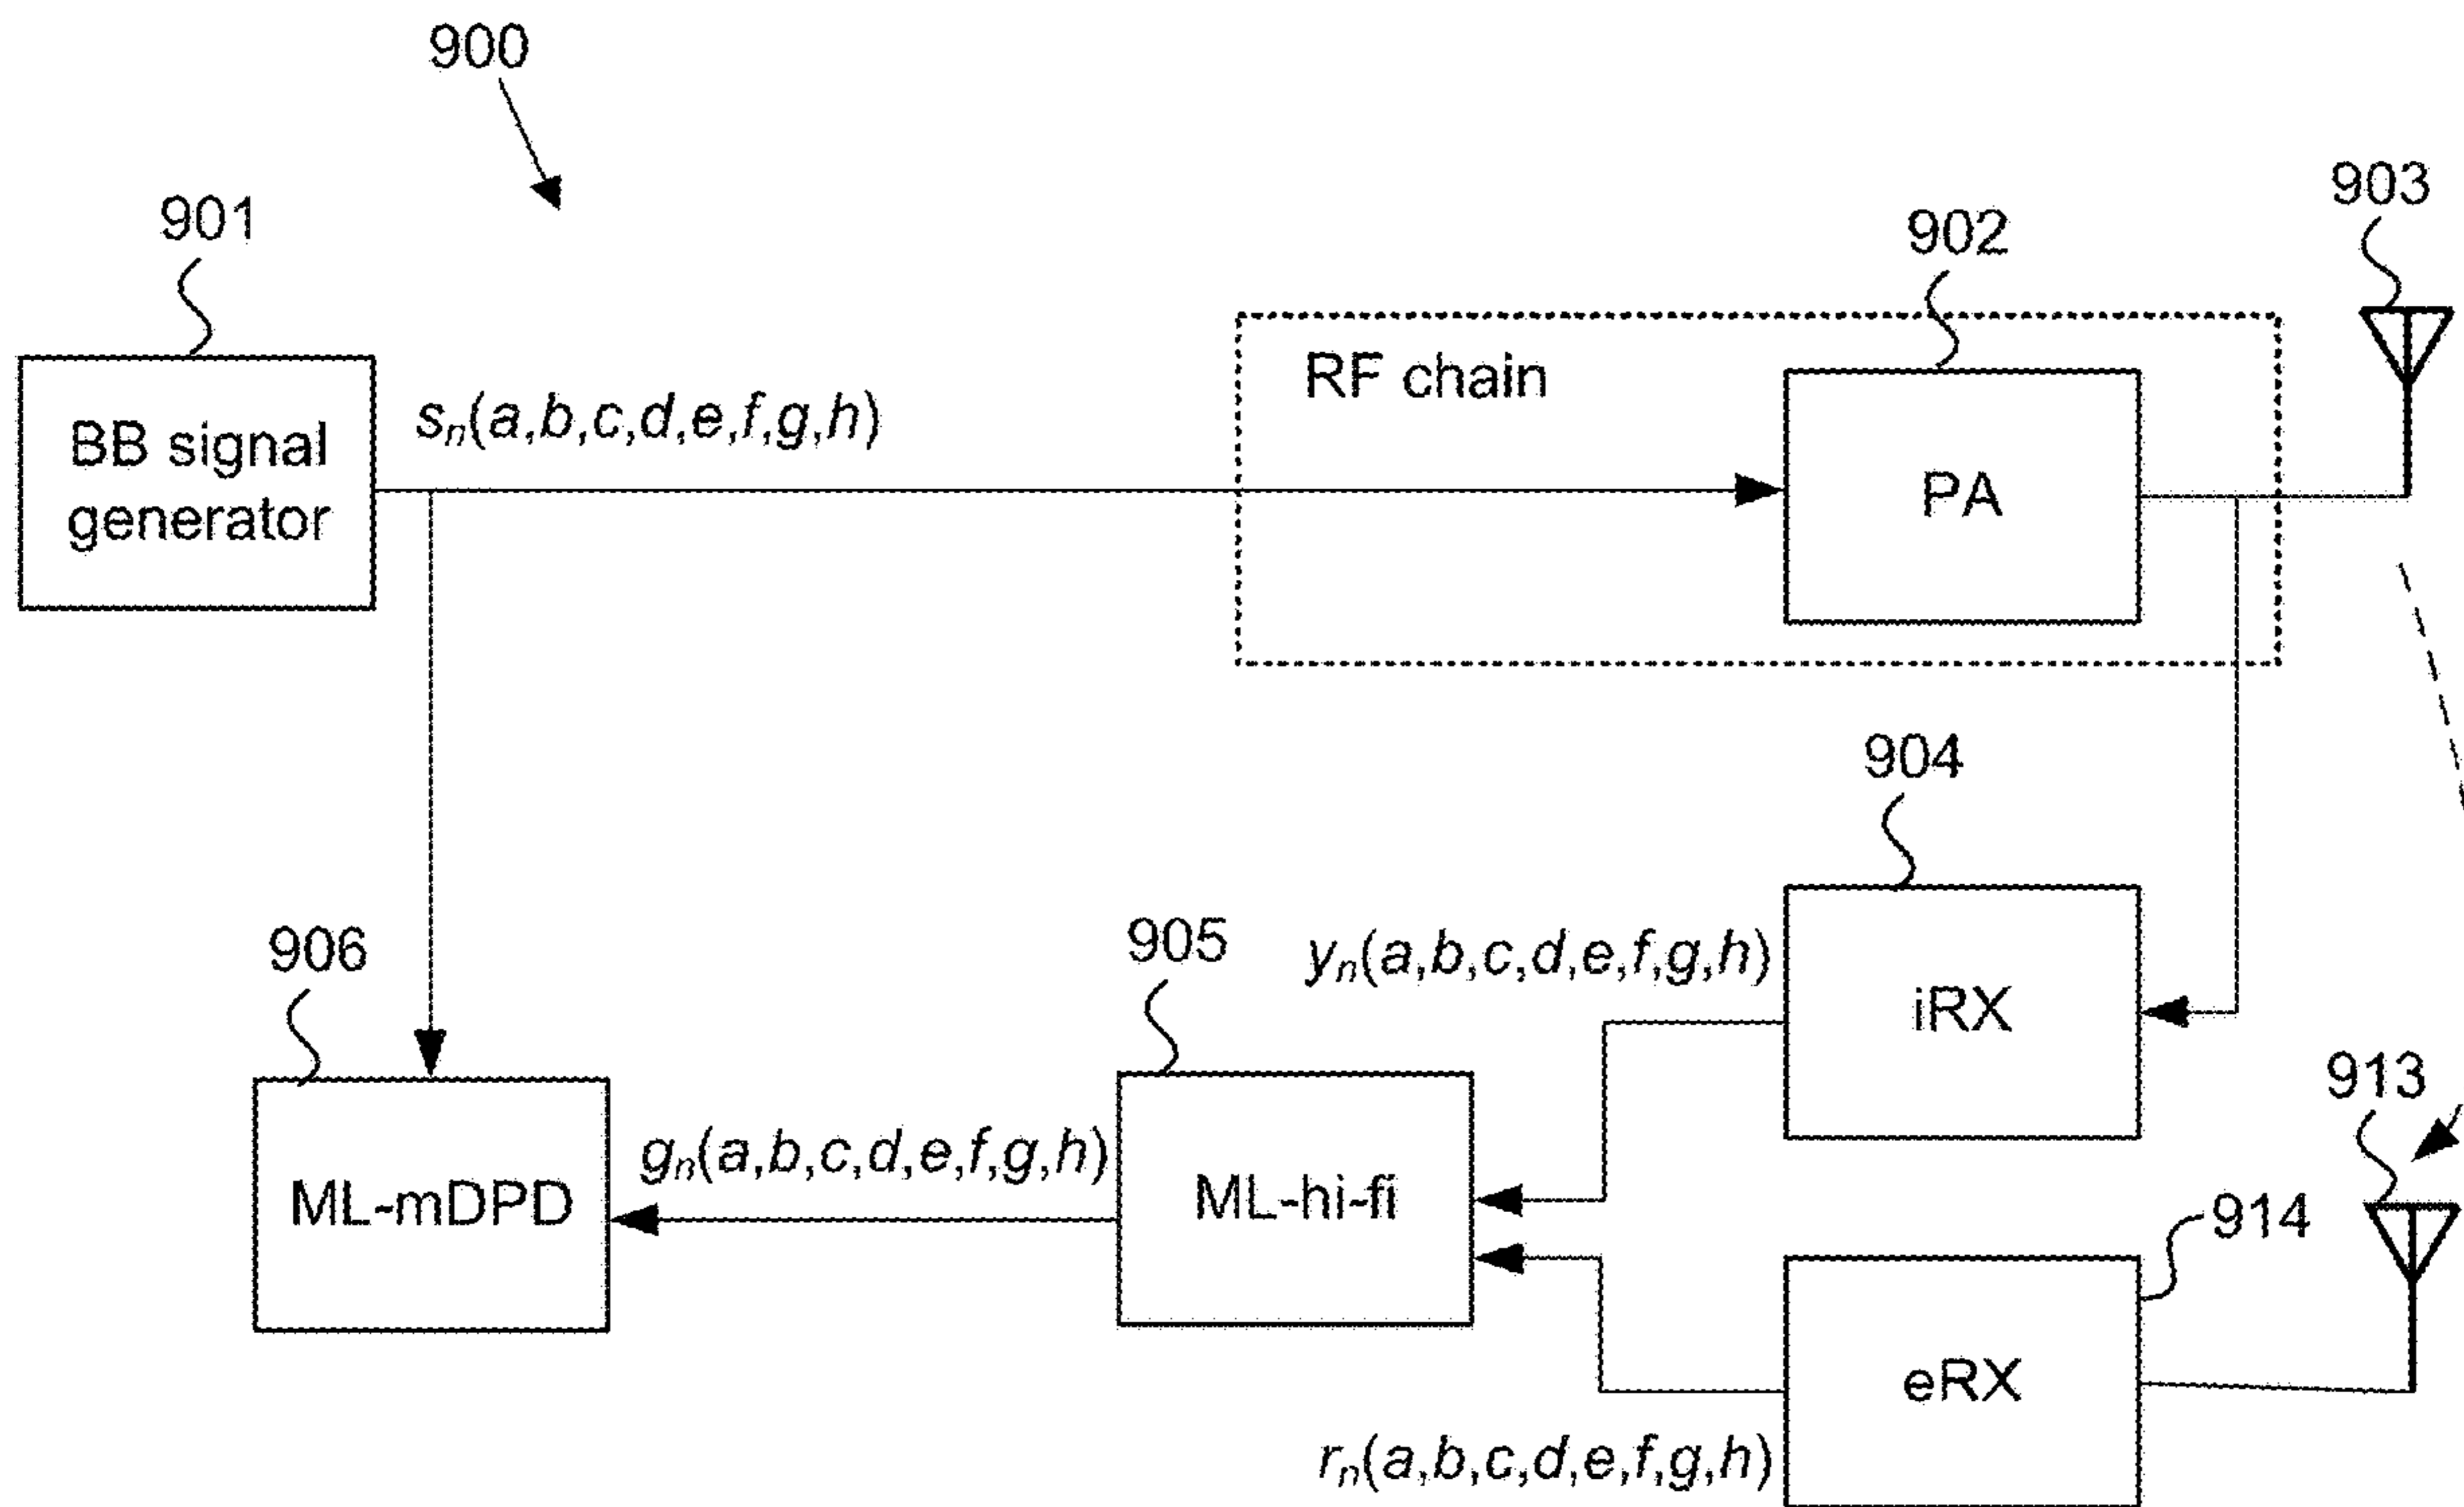 900
901
903
902
BB signal
generator
sₙ(a,b,c,d,e,f,g,h)
RF chain
PA
904
906
905
yₙ(a,b,c,d,e,f,g,h)
iRX
913
ML-mDPD
gₙ(a,b,c,d,e,f,g,h)
ML-hi-fi
914
eRX
rₙ(a,b,c,d,e,f,g,h)